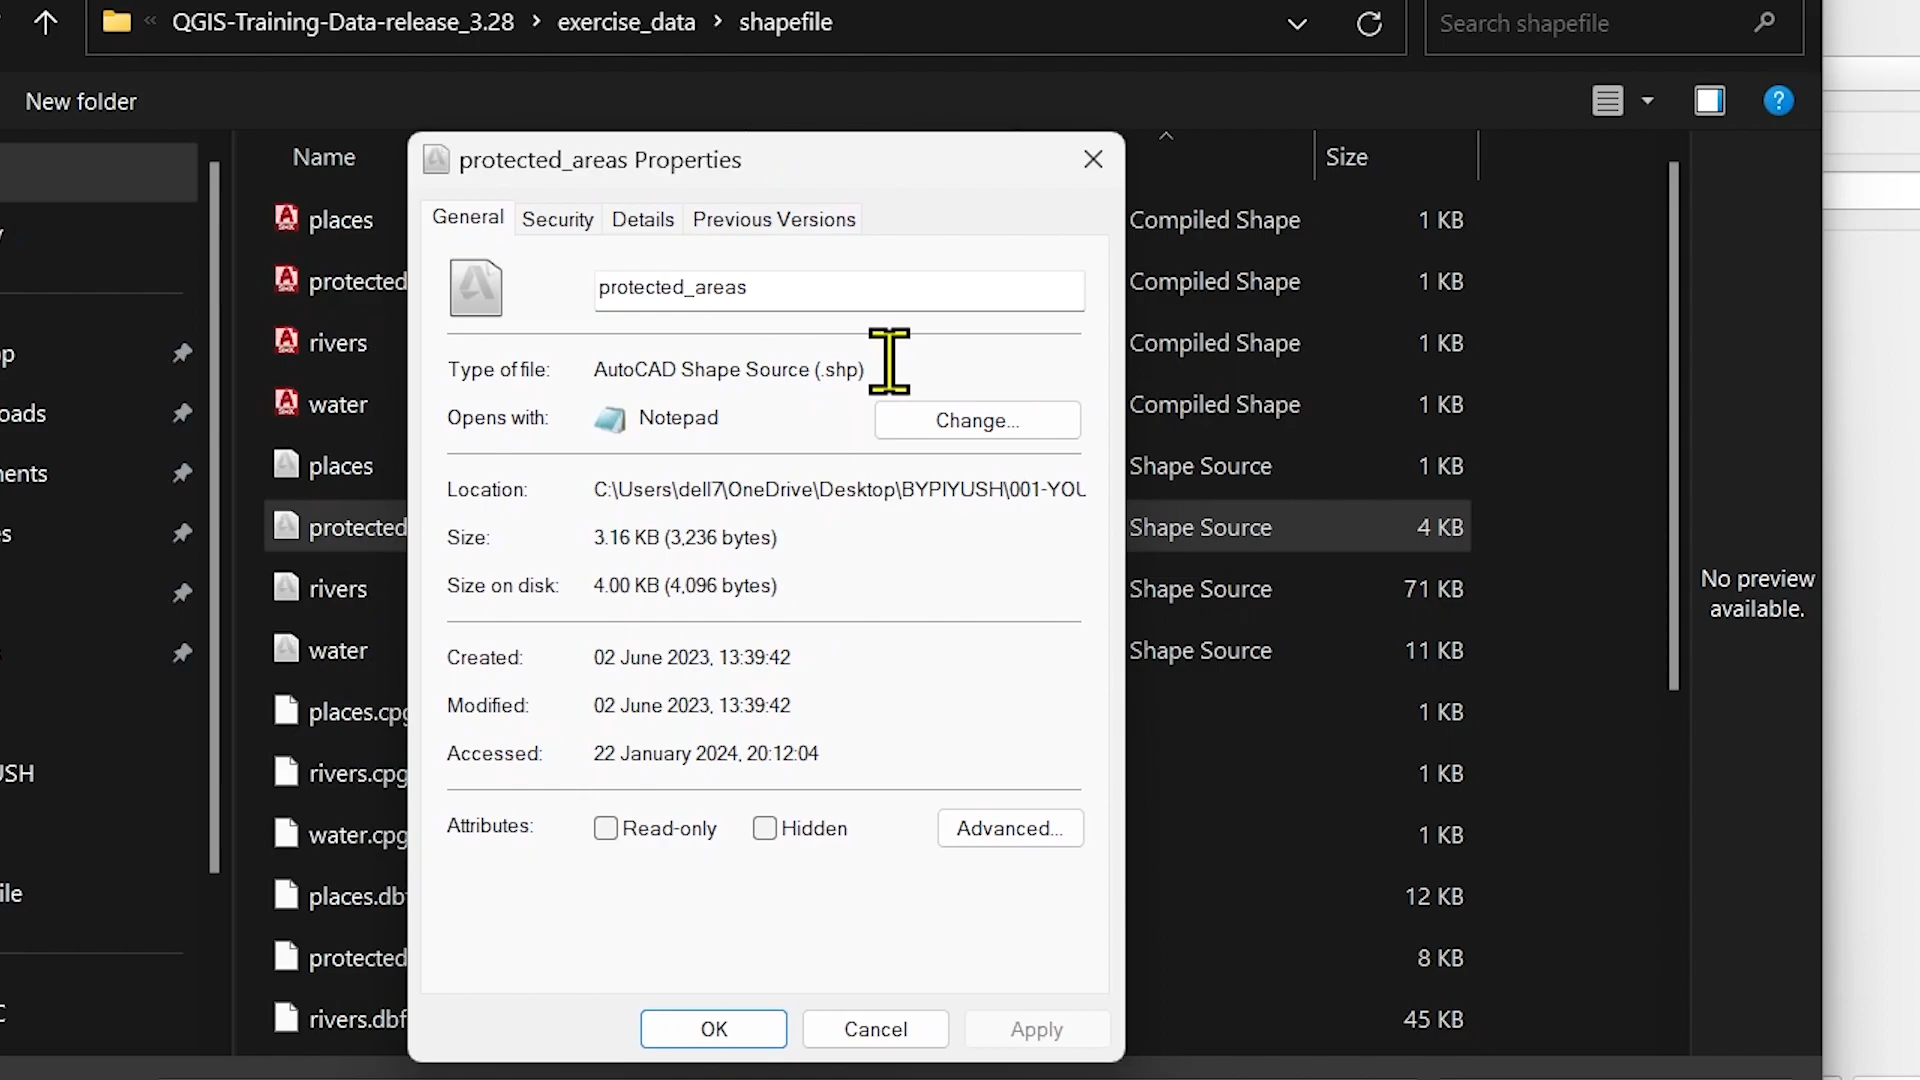 « QGIS-Training-Data-release_3.28 > exercise_data > shapefile
Search shapefile
New folder
?
Name
Size
places
Compiled Shape
1 KB
protected
Compiled Shape
1 KB
rivers
Compiled Shape
1 KB
water
Compiled Shape
1 KB
places
Shape Source
1 KB
protected
Shape Source
4 KB
rivers
Shape Source
71 KB
water
Shape Source
11 KB
places.cpg
1 KB
rivers.cpg
1 KB
water.cpg
1 KB
places.dbf
12 KB
protected
8 KB
rivers.dbf
45 KB
op
oads
nents
es
USH
ile
C
protected_areas Properties
General
Security
Details
Previous Versions
protected_areas
Type of file:
AutoCAD Shape Source (.shp)
Opens with:
Notepad
Change...
Location:
C:\Users\dell7\OneDrive\Desktop\BYPIYUSH\001-YOU
Size:
3.16 KB (3,236 bytes)
Size on disk:
4.00 KB (4,096 bytes)
Created:
02 June 2023, 13:39:42
Modified:
02 June 2023, 13:39:42
Accessed:
22 January 2024, 20:12:04
Attributes:
Read-only
Hidden
Advanced...
OK
Cancel
Apply
No preview
available.